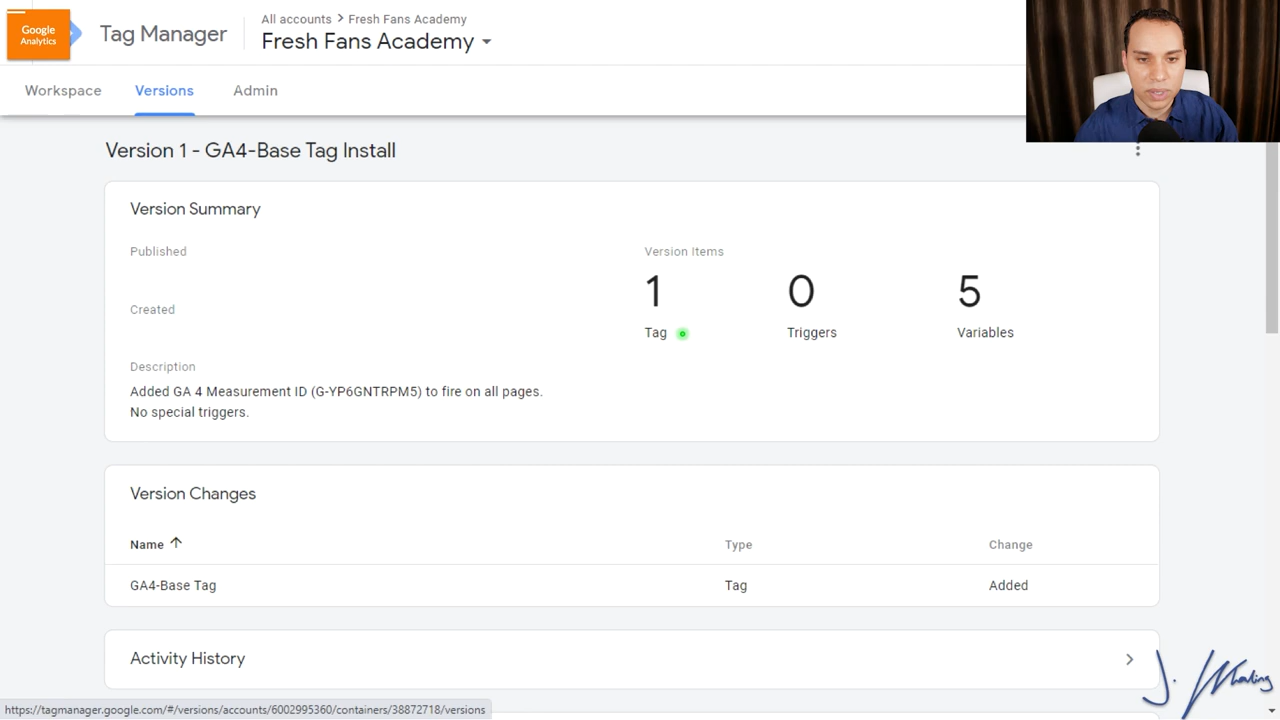 Google
Analytics
Tag Manager
All accounts > Fresh Fans Academy
Fresh Fans Academy
Workspace
Versions
Admin
Version 1 - GA4-Base Tag Install
Version Summary
Published
Created
Description
Added GA 4 Measurement ID (G-YP6GNTRPM5) to fire on all pages.
No special triggers.
Version Items
1 0 5
Tag Triggers Variables
Version Changes
Name Type Change
GA4-Base Tag Tag Added
Activity History
https://tagmanager.google.com/#/versions/accounts/6002995360/containers/38872718/versions